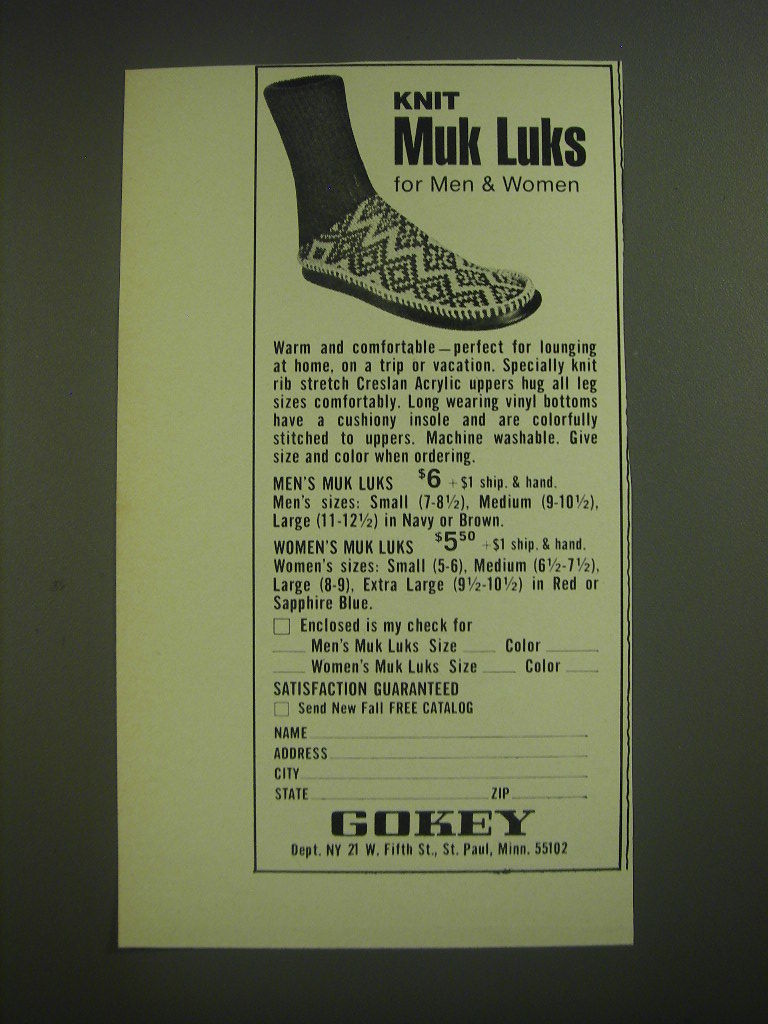 KNIT
Muk Luks
for Men & Women
Warm and comfortable—perfect for lounging
at home, on a trip or vacation. Specially knit
rib stretch Creslan Acrylic uppers hug all leg
sizes comfortably. Long wearing vinyl bottoms
have a cushiony insole and are colorfully
stitched to uppers. Machine washable. Give
size and color when ordering.
MEN'S MUK LUKS $6 + $1 ship. & hand.
Men's sizes: Small (7-8½), Medium (9-10½),
Large (11-12½) in Navy or Brown.
WOMEN'S MUK LUKS $5⁵⁰ + $1 ship. & hand.
Women's sizes: Small (5-6), Medium (6½-7½),
Large (8-9), Extra Large (9½-10½) in Red or
Sapphire Blue.
☐ Enclosed is my check for
___ Men's Muk Luks Size ___ Color ___
___ Women's Muk Luks Size ___ Color ___
SATISFACTION GUARANTEED
☐ Send New Fall FREE CATALOG
NAME
ADDRESS
CITY
STATE ZIP
GOKEY
Dept. NY 21 W. Fifth St., St. Paul, Minn. 55102